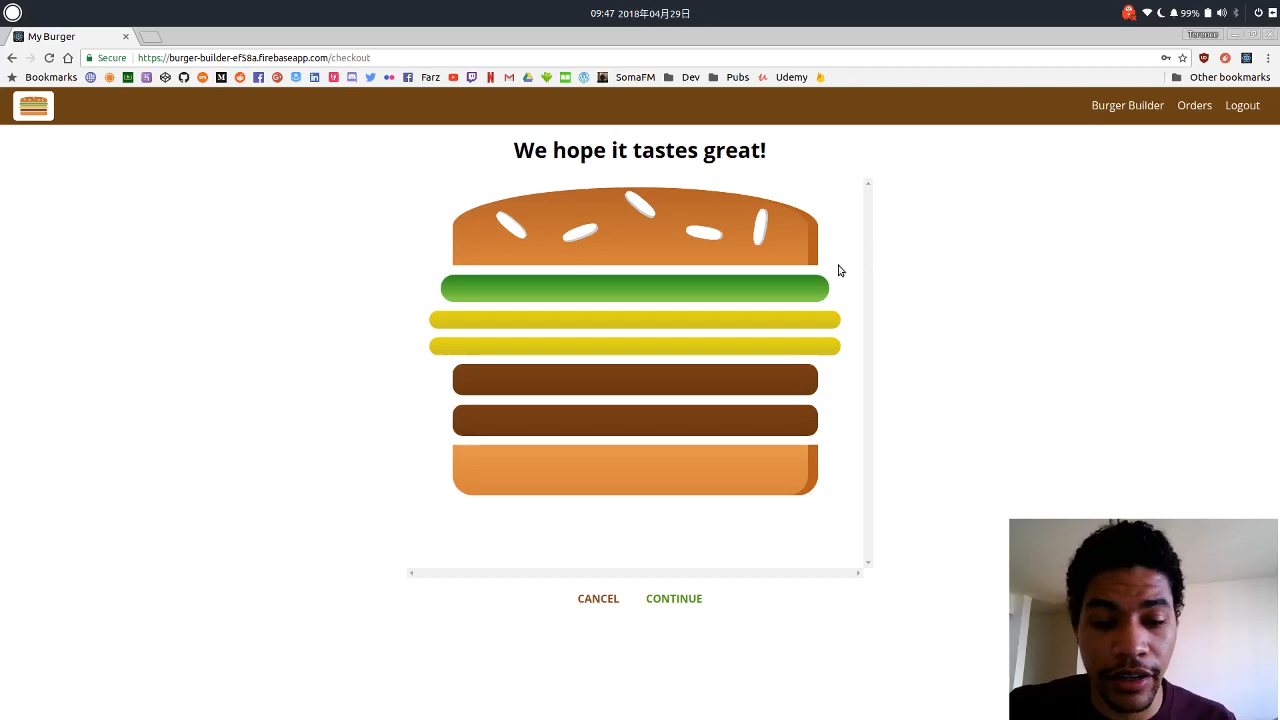 09:47 2018年04月29日
99%
My Burger
Terence
Secure https://burger-builder-ef58a.firebaseapp.com/checkout
Bookmarks Farz SomaFM Dev Pubs Udemy Other bookmarks
Burger Builder Orders Logout
We hope it tastes great!
CANCEL CONTINUE